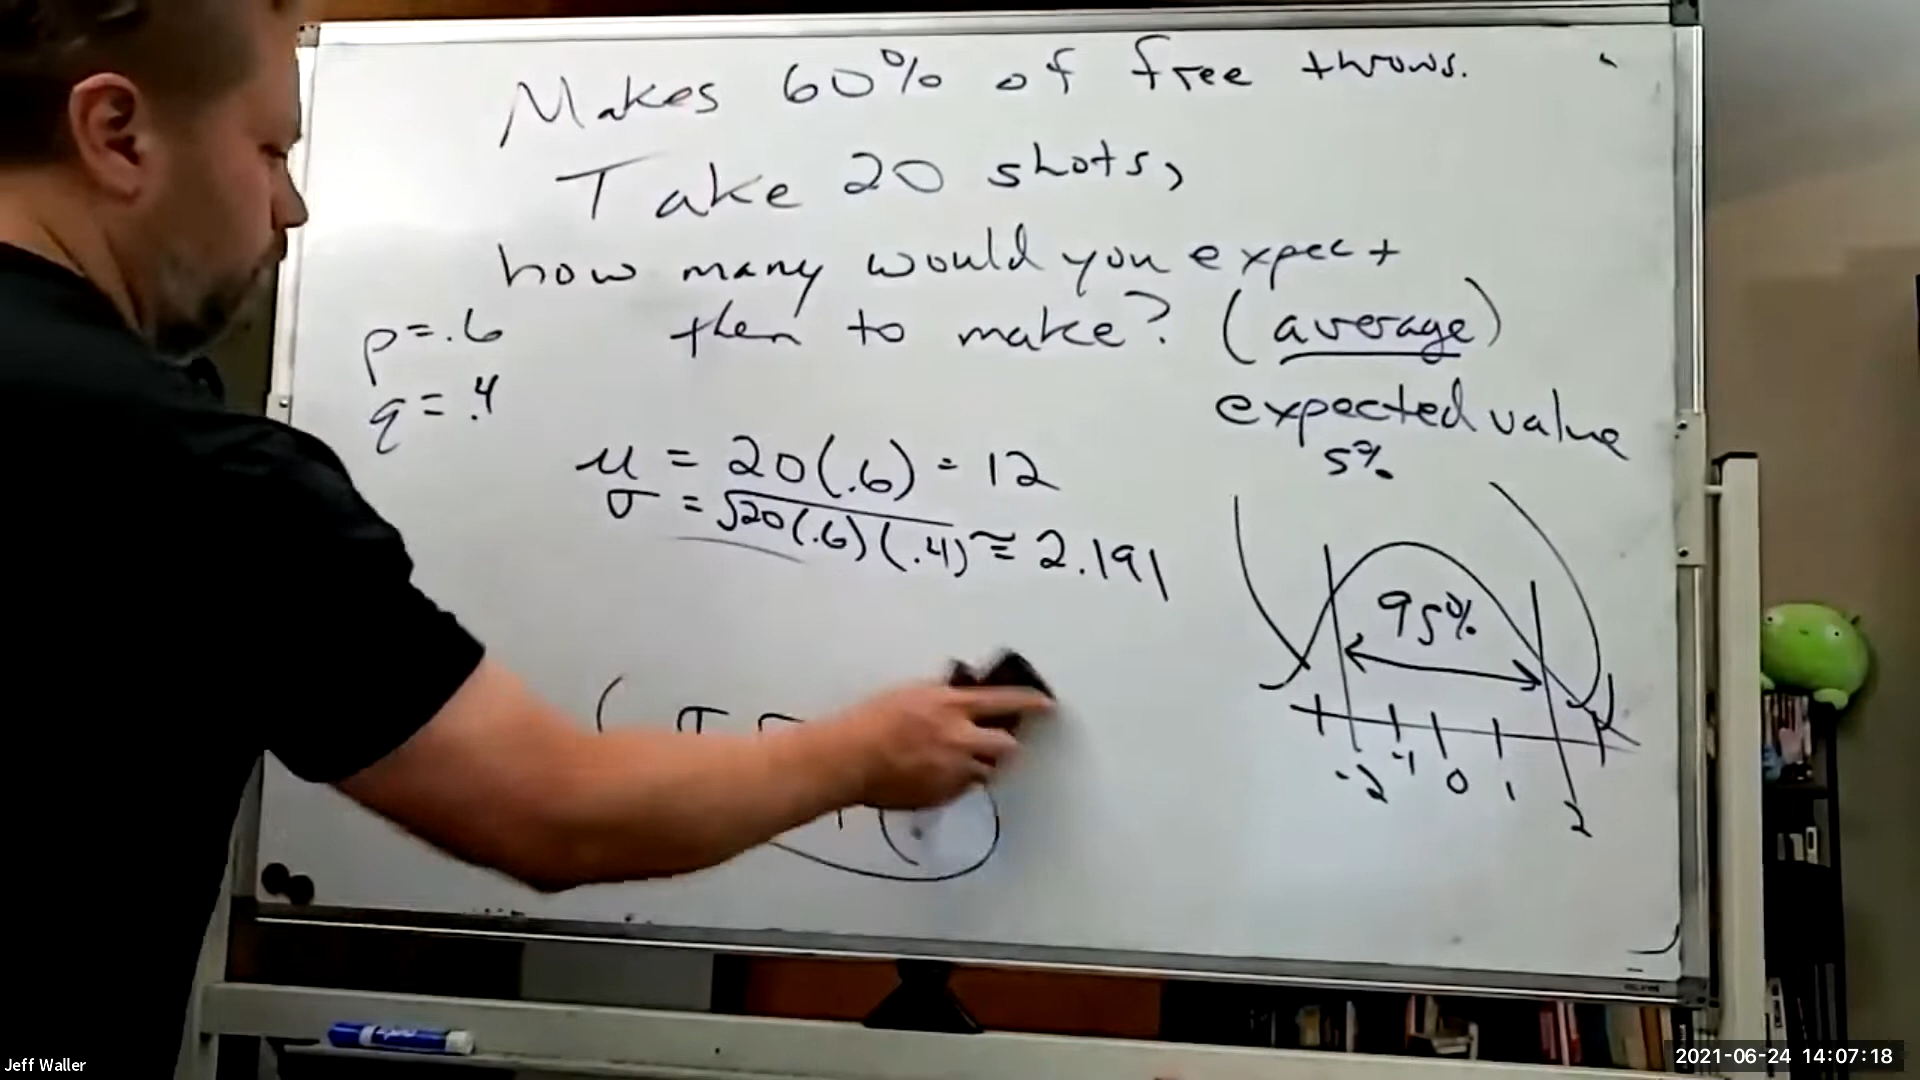 Makes 60% of free throws.
Take 20 shots,
how many would you expect
them to make? (average)
expected value
p = .6
q = .4
μ = 20(.6) = 12
σ = √20(.6)(.4) ≈ 2.191
5%
95%
-2 -1 0 1 2
Jeff Waller
2021-06-24 14:07:18